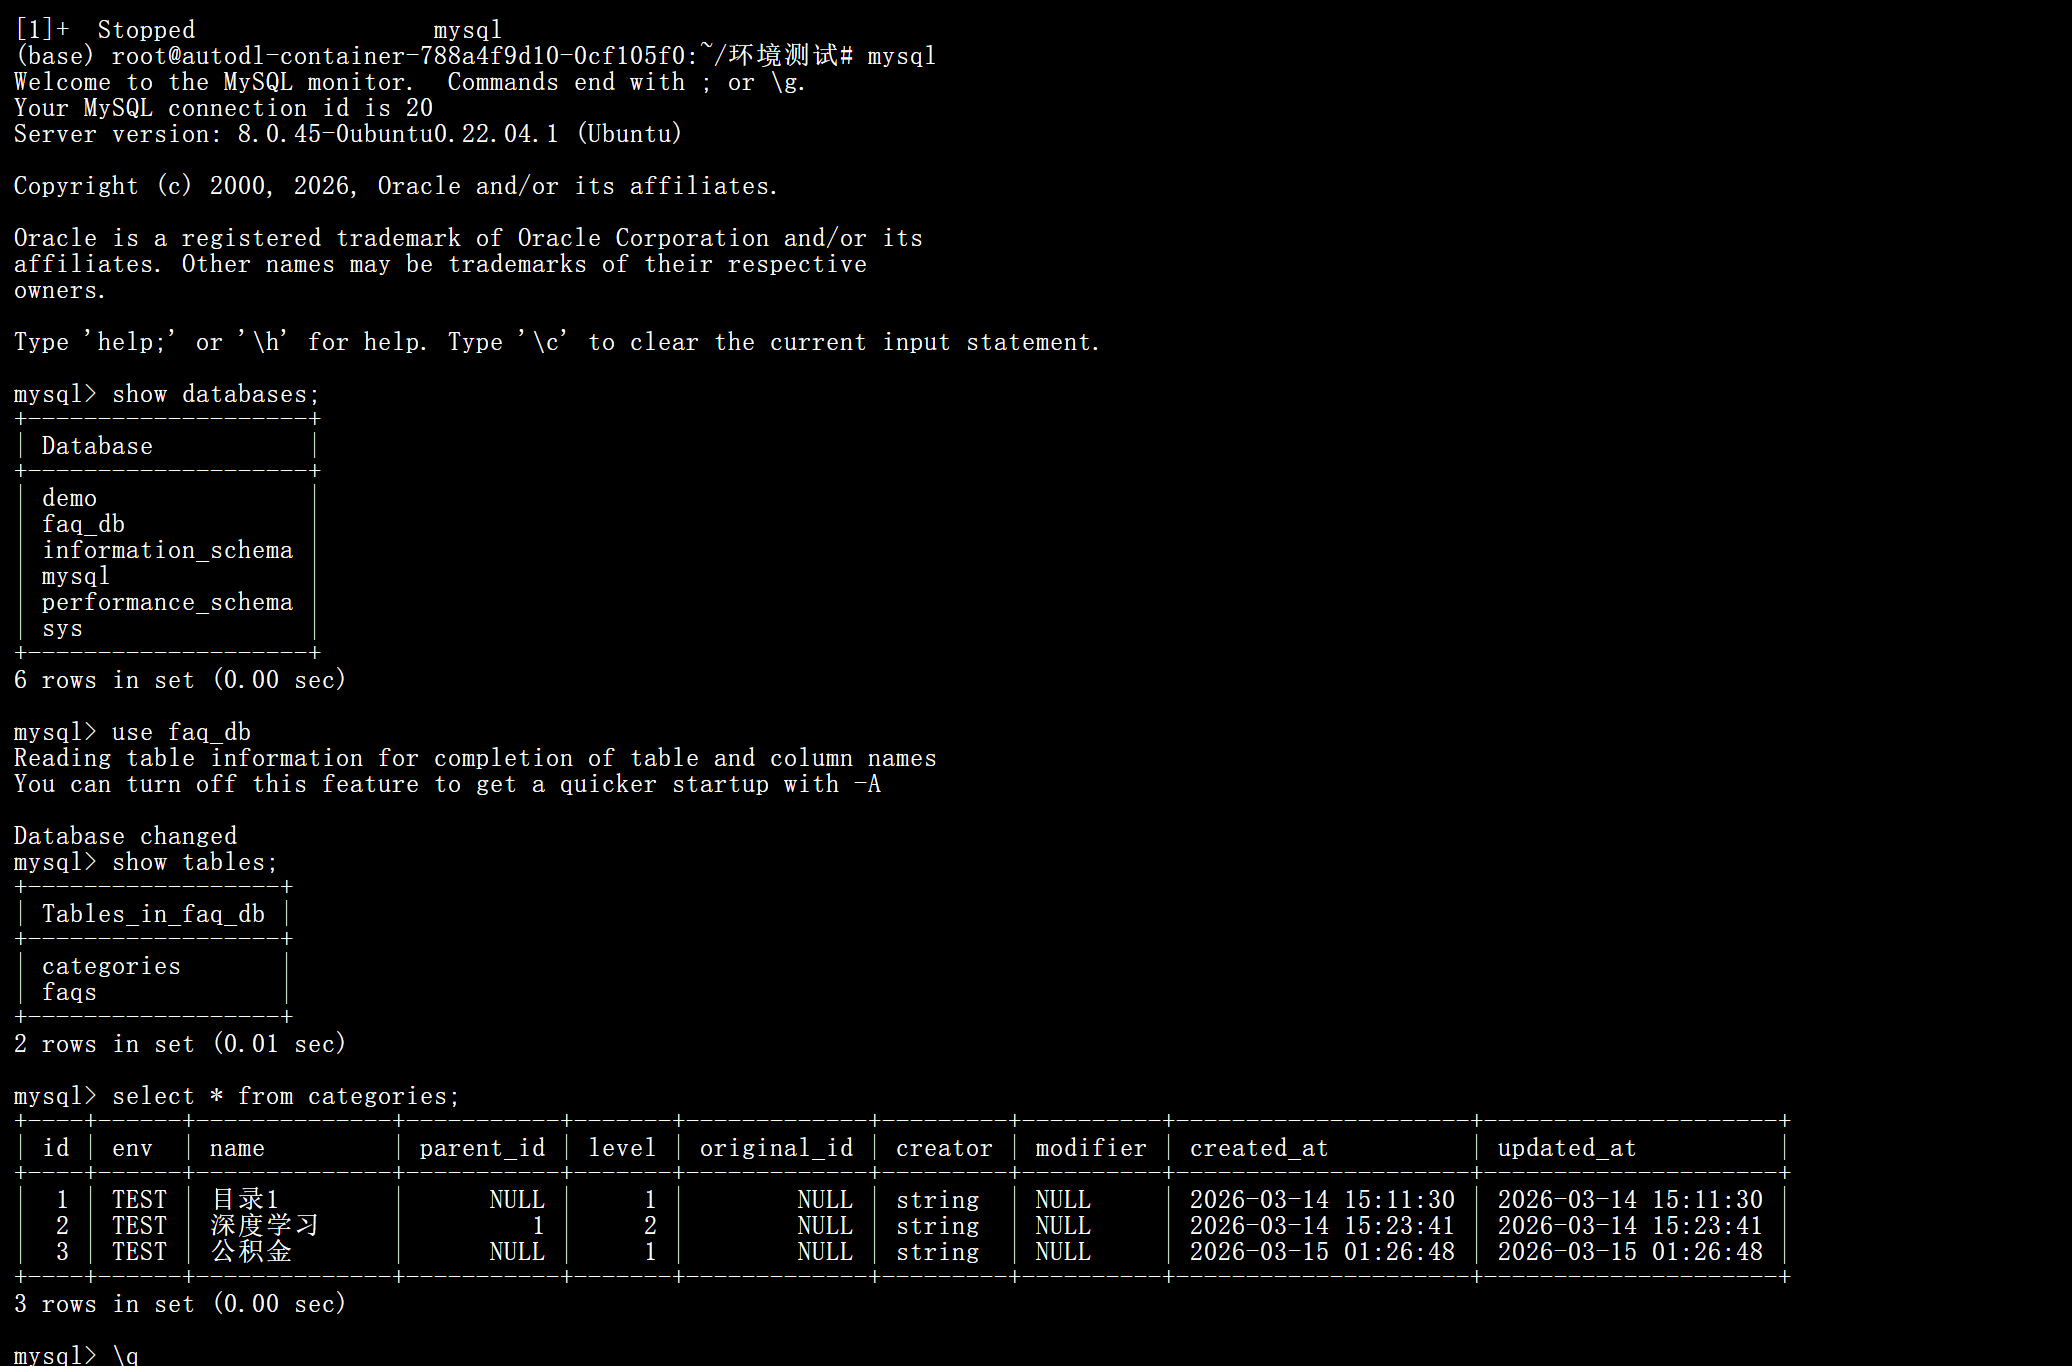 [1]+  Stopped                 mysql
(base) root@autodl-container-788a4f9d10-0cf105f0:~/环境测试# mysql
Welcome to the MySQL monitor.  Commands end with ; or \g.
Your MySQL connection id is 20
Server version: 8.0.45-0ubuntu0.22.04.1 (Ubuntu)

Copyright (c) 2000, 2026, Oracle and/or its affiliates.

Oracle is a registered trademark of Oracle Corporation and/or its
affiliates. Other names may be trademarks of their respective
owners.

Type 'help;' or '\h' for help. Type '\c' to clear the current input statement.

mysql> show databases;
+--------------------+
| Database           |
+--------------------+
| demo               |
| faq_db             |
| information_schema |
| mysql              |
| performance_schema |
| sys                |
+--------------------+
6 rows in set (0.00 sec)

mysql> use faq_db
Reading table information for completion of table and column names
You can turn off this feature to get a quicker startup with -A

Database changed
mysql> show tables;
+------------------+
| Tables_in_faq_db |
+------------------+
| categories       |
| faqs             |
+------------------+
2 rows in set (0.01 sec)

mysql> select * from categories;
+----+------+--------------+-----------+-------+-------------+---------+----------+---------------------+---------------------+
| id | env  | name         | parent_id | level | original_id | creator | modifier | created_at          | updated_at          |
+----+------+--------------+-----------+-------+-------------+---------+----------+---------------------+---------------------+
|  1 | TEST | 目录1        |      NULL |     1 |        NULL | string  | NULL     | 2026-03-14 15:11:30 | 2026-03-14 15:11:30 |
|  2 | TEST | 深度学习     |         1 |     2 |        NULL | string  | NULL     | 2026-03-14 15:23:41 | 2026-03-14 15:23:41 |
|  3 | TEST | 公积金       |      NULL |     1 |        NULL | string  | NULL     | 2026-03-15 01:26:48 | 2026-03-15 01:26:48 |
+----+------+--------------+-----------+-------+-------------+---------+----------+---------------------+---------------------+
3 rows in set (0.00 sec)

mysql> \q